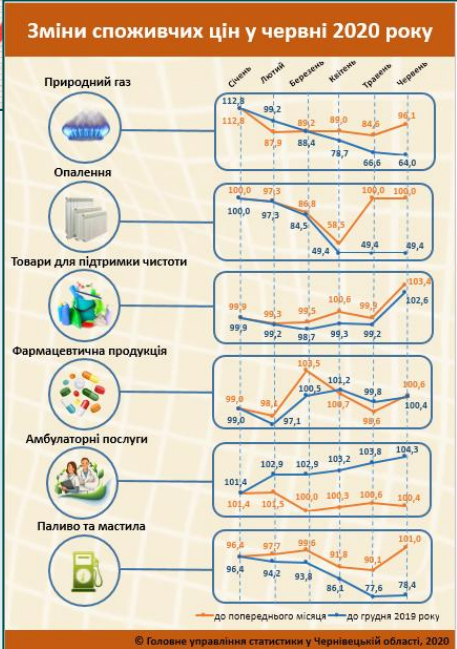 Зміни споживчих цін у червні 2020 року
Січень Лютий Березень Квітень Травень Червень
Природний газ
112,8 99,2 88,4 78,7 66,6 64,0
112,8 87,9 89,2 89,0 84,6 96,1
Опалення
100,0 97,3 86,8 58,5 100,0 100,0
100,0 97,3 84,5 49,4 49,4 49,4
Товари для підтримки чистоти
99,9 99,3 99,5 100,6 99,9 103,4
99,9 99,2 98,7 99,3 99,2 102,6
Фармацевтична продукція
99,0 98,1 103,5 100,7 98,6 100,6
99,0 97,1 100,5 101,2 99,8 100,4
Амбулаторні послуги
101,4 102,9 102,9 103,2 103,8 104,3
101,4 101,5 100,0 100,3 100,6 100,4
Паливо та мастила
96,4 97,7 99,6 91,8 90,1 101,0
96,4 94,2 93,8 86,1 77,6 78,4
до попереднього місяця до грудня 2019 року
© Головне управління статистики у Чернівецькій області, 2020